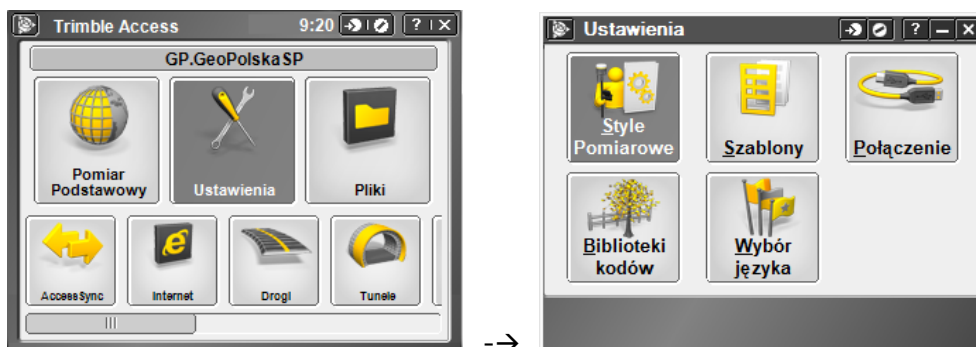 Trimble Access 9:20 ? X
GP.GeoPolskaSP
Pomiar
Podstawowy
Ustawienia
Pliki
AccessSync
Internet
Drogi
Tunele
-→
Ustawienia ? – X
Style
Pomiarowe
Szablony
Połączenie
Biblioteki
kodów
Wybór
języka